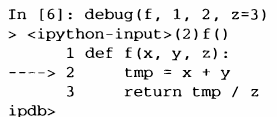 In [6]: debug(f, 1, 2, z=3)
> <ipython-input>(2)f()
      1 def f(x, y, z):
----> 2     tmp = x + y
      3     return tmp / z
ipdb>